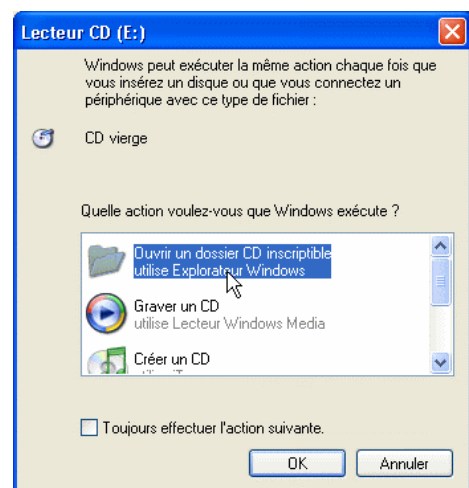 Lecteur CD (E:)
Windows peut exécuter la même action chaque fois que
vous insérez un disque ou que vous connectez un
périphérique avec ce type de fichier :
CD vierge
Quelle action voulez-vous que Windows exécute ?
Ouvrir un dossier CD inscriptible
utilise Explorateur Windows
Graver un CD
utilise Lecteur Windows Media
Créer un CD
Toujours effectuer l'action suivante.
OK Annuler